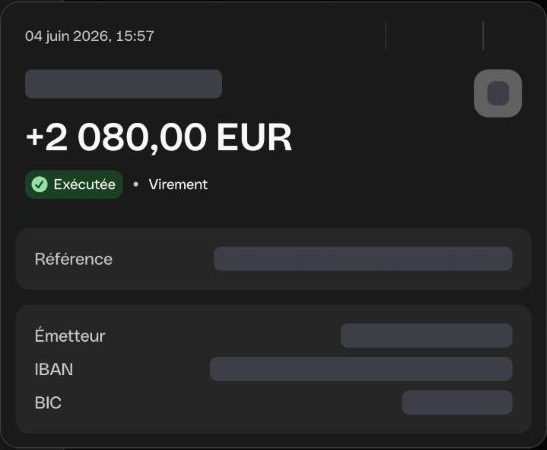 04 juin 2026, 15:57
+2 080,00 EUR
Exécutée • Virement
Référence
Émetteur
IBAN
BIC